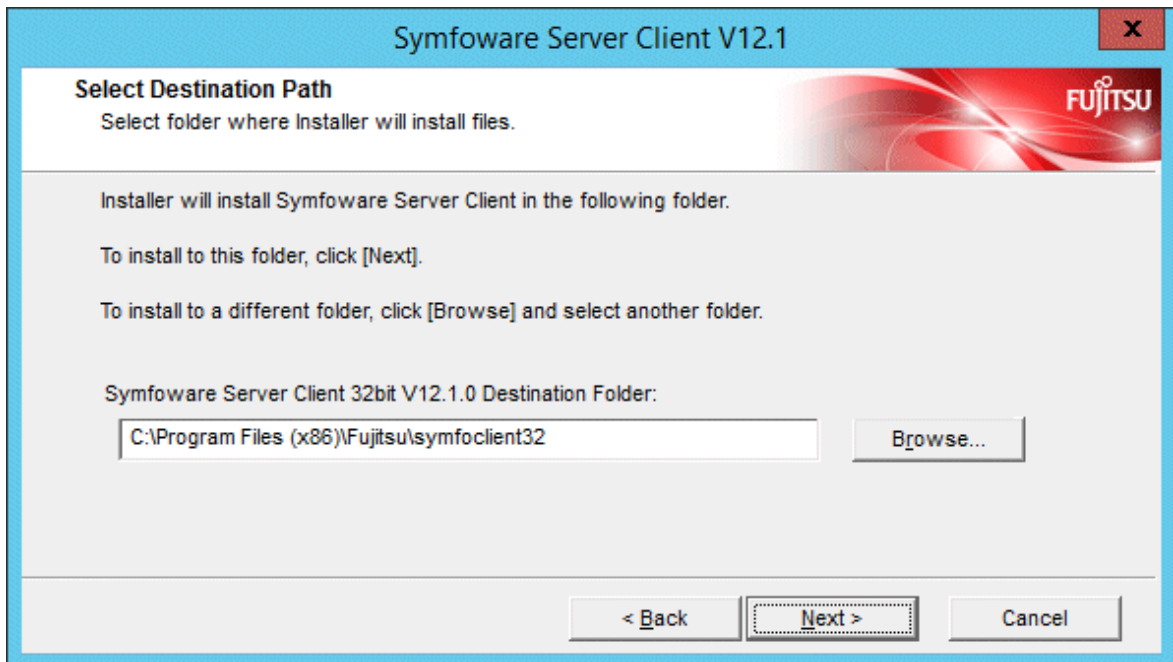 Symfoware Server Client V12.1
x
Select Destination Path
Select folder where Installer will install files.
FUJITSU
Installer will install Symfoware Server Client in the following folder.
To install to this folder, click [Next].
To install to a different folder, click [Browse] and select another folder.
Symfoware Server Client 32bit V12.1.0 Destination Folder:
C:\Program Files (x86)\Fujitsu\symfoclient32
Browse...
< Back
Next >
Cancel